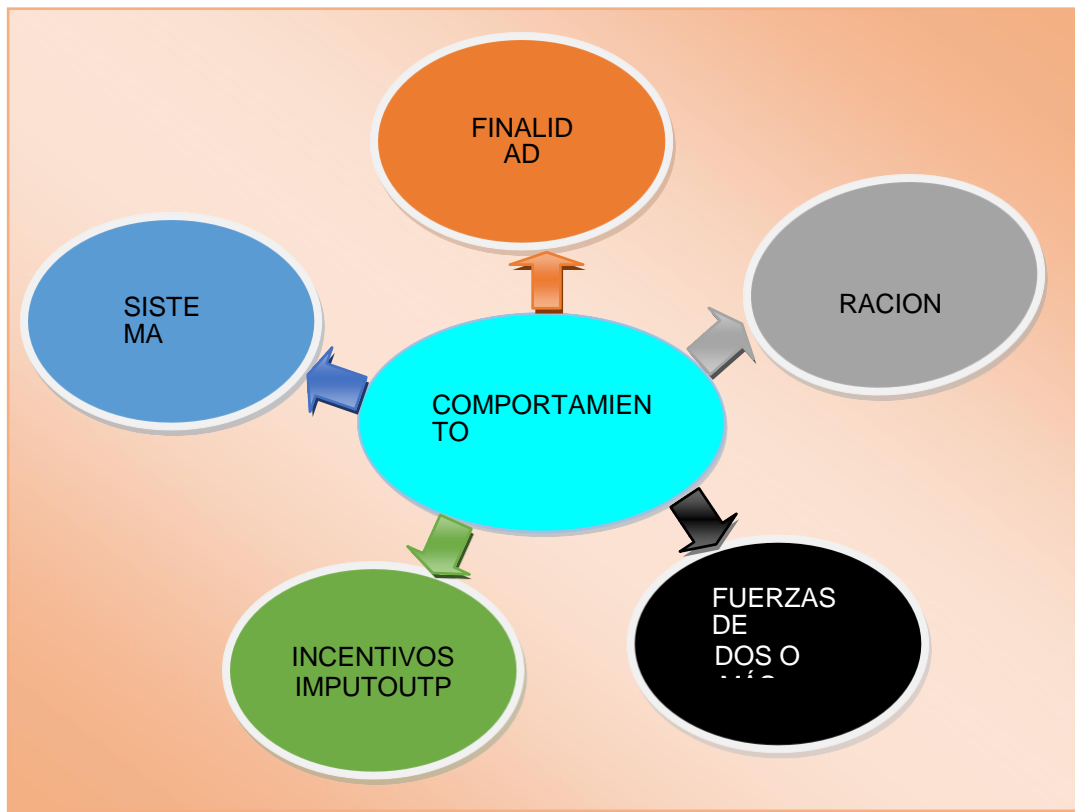 FINALID
AD
RACION
SISTE
MA
COMPORTAMIEN
TO
FUERZAS
DE
DOS O
INCENTIVOS
IMPUTOUTP